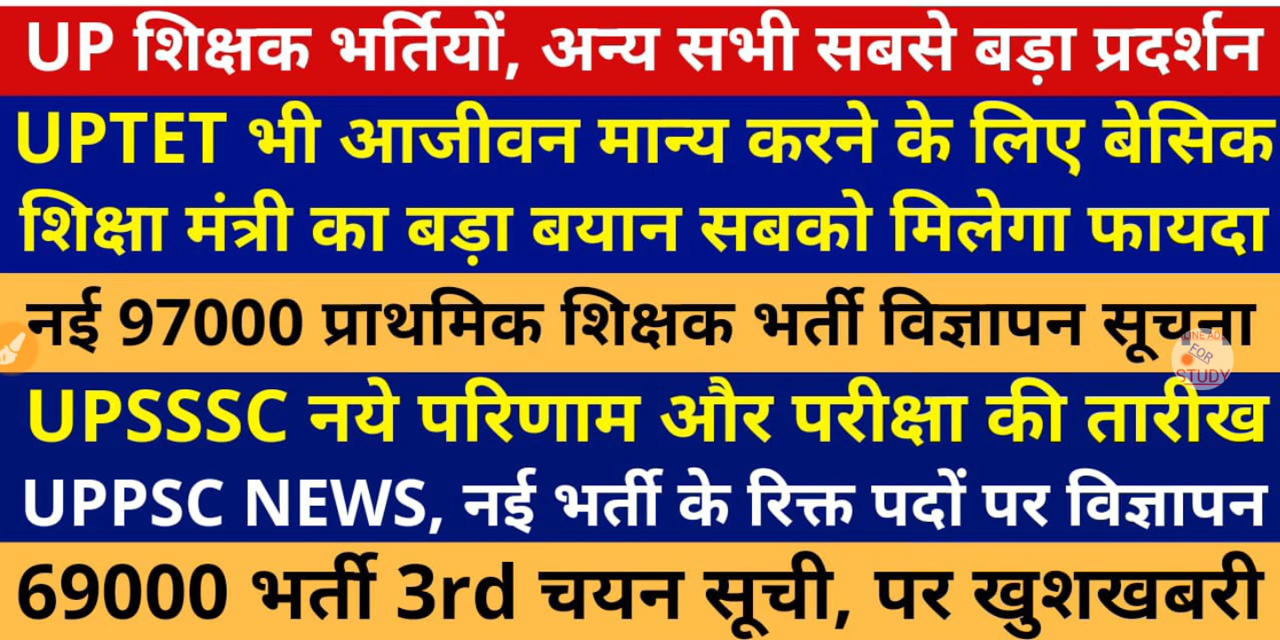 UP शिक्षक भर्तियों, अन्य सभी सबसे बड़ा प्रदर्शन
UPTET भी आजीवन मान्य करने के लिए बेसिक
शिक्षा मंत्री का बड़ा बयान सबको मिलेगा फायदा
नई 97000 प्राथमिक शिक्षक भर्ती विज्ञापन सूचना
FOR
STUDY
UPSSSC नये परिणाम और परीक्षा की तारीख
UPPSC NEWS, नई भर्ती के रिक्त पदों पर विज्ञापन
69000 भर्ती 3rd चयन सूची, पर खुशखबरी